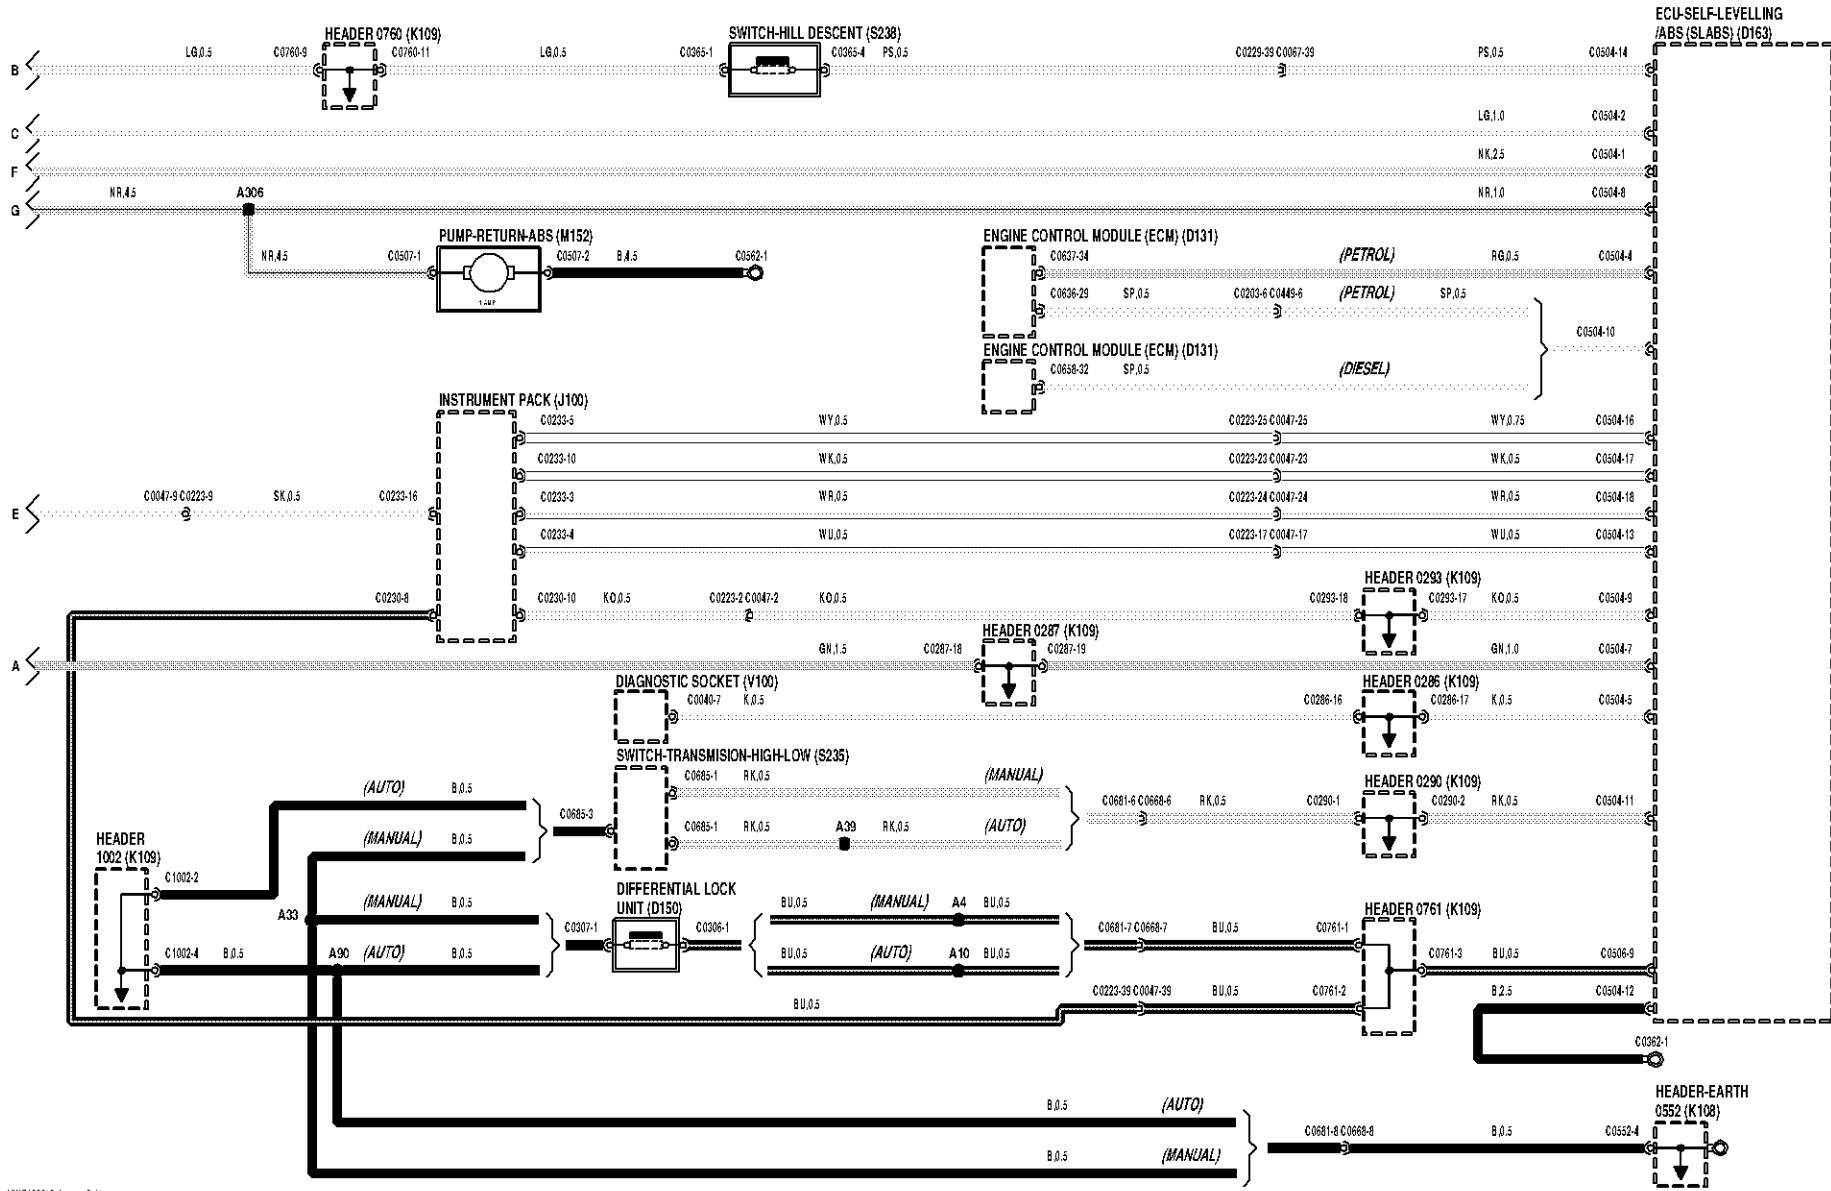 ECU-SELF-LEVELLING
/ABS (SLABS) (D163)
HEADER 0760 (K109)
SWITCH-HILL DESCENT (S238)
B LG,0.5 C0760-9 C0760-11 LG,0.5 C0365-1 C0365-4 PS,0.5 C0229-39 C0067-39 PS,0.5 C0504-14
C LG,1.0 C0504-2
F NK,2.5 C0504-1
G NR,4.5 A306 NR,1.0 C0504-8
PUMP-RETURN-ABS (M152)
ENGINE CONTROL MODULE (ECM) (D131)
NR,4.5 C0507-1 C0507-2 B,4.5 C0562-1 C0637-34 (PETROL) RG,0.5 C0504-4
C0636-29 SP,0.5 C0203-6 C0449-6 (PETROL) SP,0.5
C0504-10
ENGINE CONTROL MODULE (ECM) (D131)
C0658-32 SP,0.5 (DIESEL)
INSTRUMENT PACK (J100)
C0233-5 WY,0.5 C0223-25 C0047-25 WY,0.75 C0504-16
C0233-10 WK,0.5 C0223-23 C0047-23 WK,0.5 C0504-17
E C0047-9 C0223-9 SK,0.5 C0233-16 C0233-3 WR,0.5 C0223-24 C0047-24 WR,0.5 C0504-18
C0233-4 WU,0.5 C0223-17 C0047-17 WU,0.5 C0504-13
HEADER 0293 (K109)
C0230-8 C0230-10 KO,0.5 C0223-2 C0047-2 KO,0.5 C0293-18 C0293-17 KO,0.5 C0504-9
HEADER 0287 (K109)
A GN,1.5 C0287-18 C0287-19 GN,1.0 C0504-7
DIAGNOSTIC SOCKET (V100)
HEADER 0286 (K109)
C0040-7 K,0.5 C0286-16 C0286-17 K,0.5 C0504-5
SWITCH-TRANSMISION-HIGH-LOW (S235)
C0685-1 RK,0.5 (MANUAL)
HEADER 0290 (K109)
(AUTO) B,0.5
C0685-3 C0681-6 C0668-6 RK,0.5 C0290-1 C0290-2 RK,0.5 C0504-11
(MANUAL) B,0.5 C0685-1 RK,0.5 A39 RK,0.5 (AUTO)
HEADER
1002 (K109)
C1002-2
DIFFERENTIAL LOCK
UNIT (D150)
HEADER 0761 (K109)
A33 (MANUAL) B,0.5 BU,0.5 (MANUAL) A4 BU,0.5
C0307-1 C0306-1 C0681-7 C0668-7 BU,0.5 C0761-1
C1002-4 B,0.5 A90 (AUTO) B,0.5 BU,0.5 (AUTO) A10 BU,0.5 C0761-3 BU,0.5 C0506-9
BU,0.5 C0223-39 C0047-39 BU,0.5 C0761-2 B,2.5 C0504-12
C0362-1
HEADER-EARTH
0552 (K108)
B,0.5 (AUTO)
C0681-8 C0668-8 B,0.5 C0552-4
B,0.5 (MANUAL)